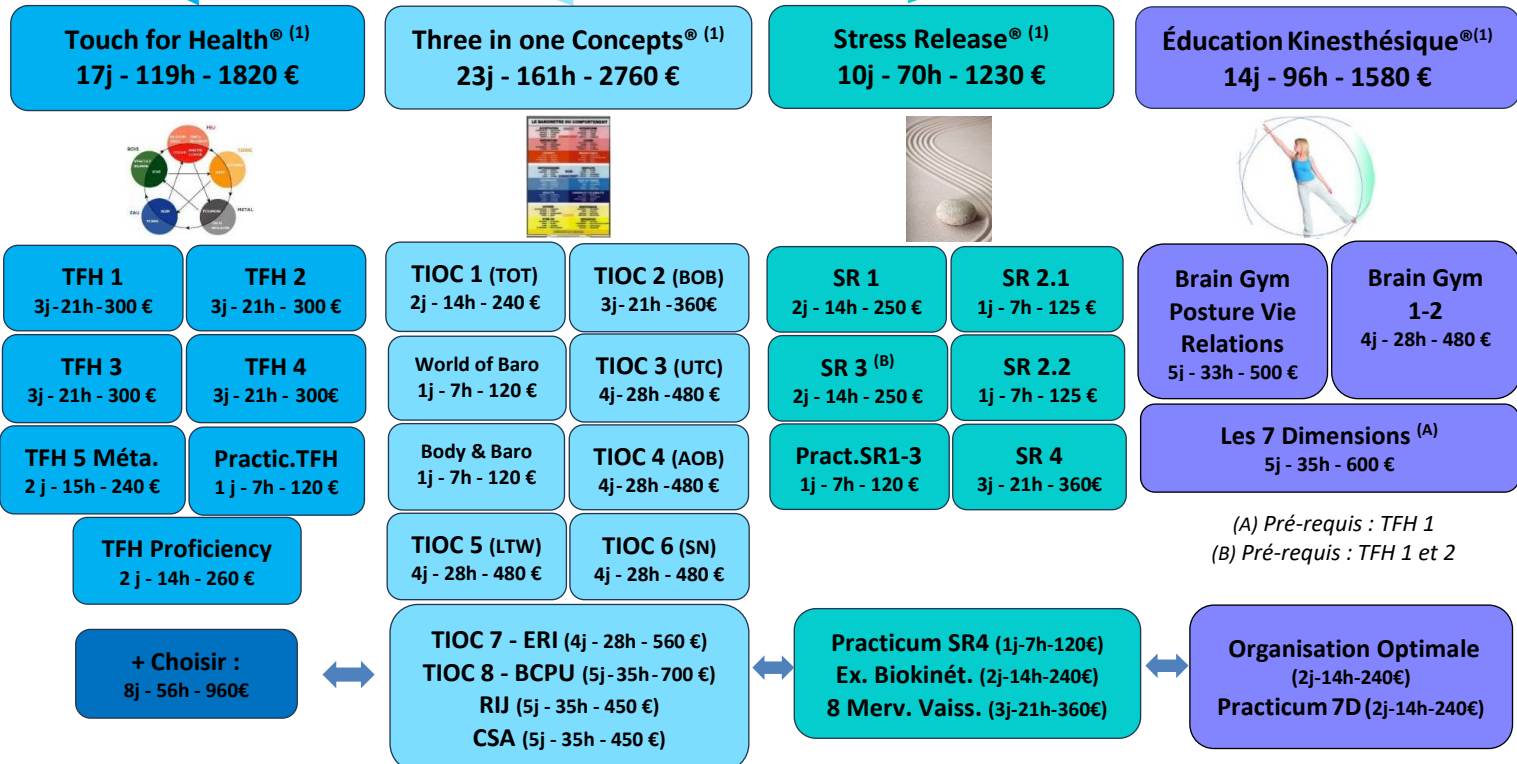 Touch for Health® (1)
17j - 119h - 1820 €
Three in one Concepts® (1)
23j - 161h - 2760 €
Stress Release® (1)
10j - 70h - 1230 €
Éducation Kinesthésique®(1)
14j - 96h - 1580 €
FEU
BOIS
TERRE
EAU
METAL
LE BAROMETRE DU COMPORTEMENT
TFH 1
3j-21h-300 €
TFH 2
3j - 21h - 300 €
TFH 3
3j - 21h - 300 €
TFH 4
3j - 21h - 300€
TFH 5 Méta.
2 j - 15h - 240 €
Practic.TFH
1 j - 7h - 120 €
TFH Proficiency
2 j - 14h - 260 €
+ Choisir :
8j - 56h - 960€
TIOC 1 (TOT)
2j - 14h - 240 €
TIOC 2 (BOB)
3j- 21h -360€
World of Baro
1j - 7h - 120 €
TIOC 3 (UTC)
4j- 28h -480 €
Body & Baro
1j - 7h - 120 €
TIOC 4 (AOB)
4j-28h -480 €
TIOC 5 (LTW)
4j - 28h - 480 €
TIOC 6 (SN)
4j - 28h - 480 €
TIOC 7 - ERI (4j - 28h - 560 €)
TIOC 8 - BCPU (5j -35h -700 €)
RIJ (5j - 35h - 450 €)
CSA (5j - 35h - 450 €)
SR 1
2j - 14h - 250 €
SR 2.1
1j - 7h - 125 €
SR 3 (B)
2j - 14h - 250 €
SR 2.2
1j - 7h - 125 €
Pract.SR1-3
1j - 7h - 120 €
SR 4
3j - 21h - 360€
Practicum SR4 (1j-7h-120€)
Ex. Biokinét. (2j-14h-240€)
8 Merv. Vaiss. (3j-21h-360€)
Brain Gym
Posture Vie
Relations
5j - 33h - 500 €
Brain Gym
1-2
4j - 28h - 480 €
Les 7 Dimensions (A)
5j - 35h - 600 €
(A) Pré-requis : TFH 1
(B) Pré-requis : TFH 1 et 2
Organisation Optimale
(2j-14h-240€)
Practicum 7D (2j-14h-240€)